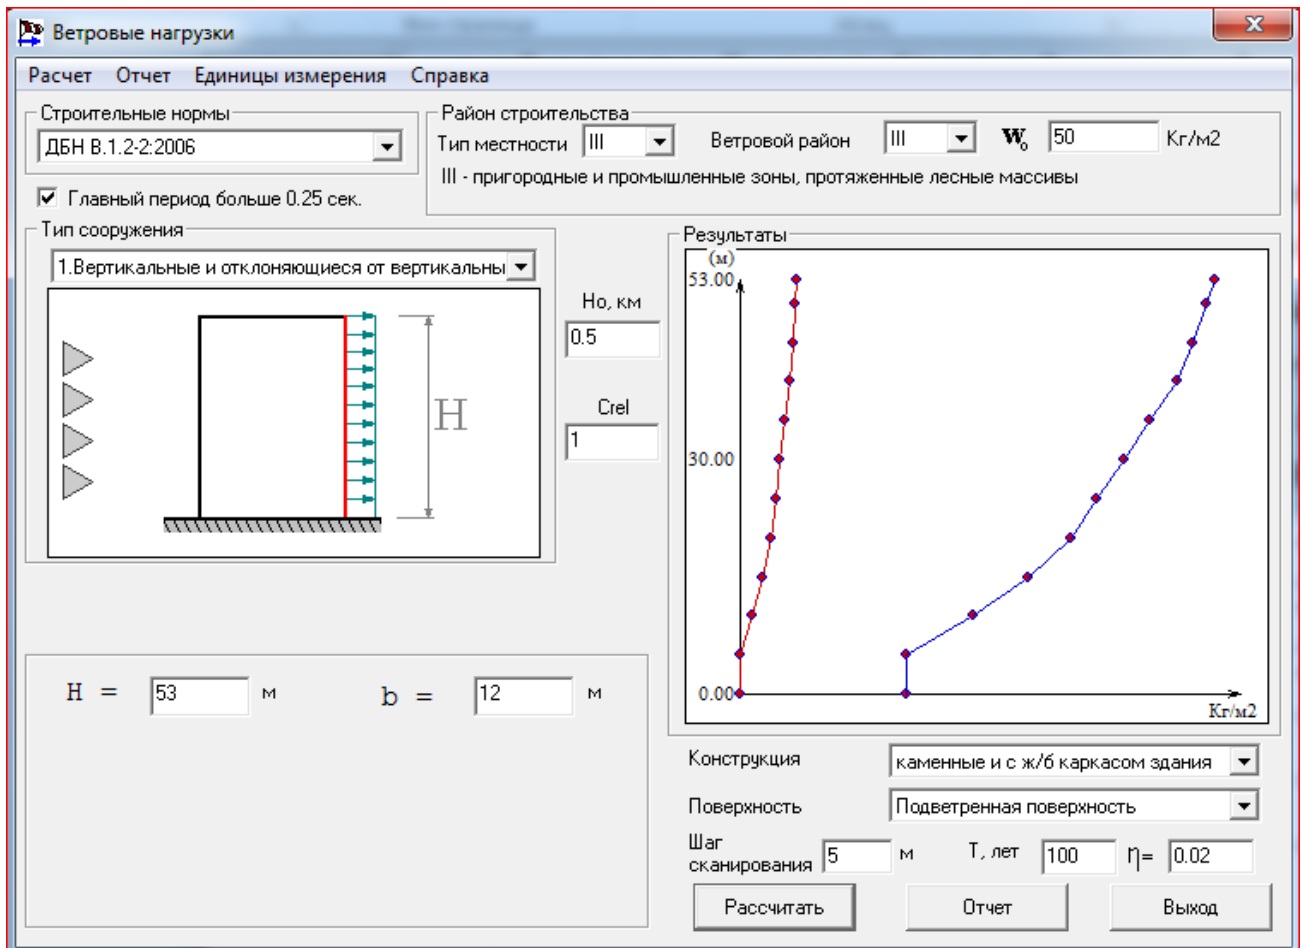 Ветровые нагрузки
Расчет Отчет Единицы измерения Справка
Строительные нормы
ДБН В.1.2-2:2006
Район строительства
Тип местности III Ветровой район III W₀ 50 Кг/м2
III - пригородные и промышленные зоны, протяженные лесные массивы
Главный период больше 0.25 сек.
Тип сооружения
1.Вертикальные и отклоняющиеся от вертикальны
H
Ho, км
0.5
Crel
1
Результаты
(м)
53.00
30.00
0.00
Кг/м2
H = 53 м b = 12 м
Конструкция каменные и с ж/б каркасом здания
Поверхность Подветренная поверхность
Шаг
сканирования 5 м Т, лет 100 η= 0.02
Рассчитать Отчет Выход